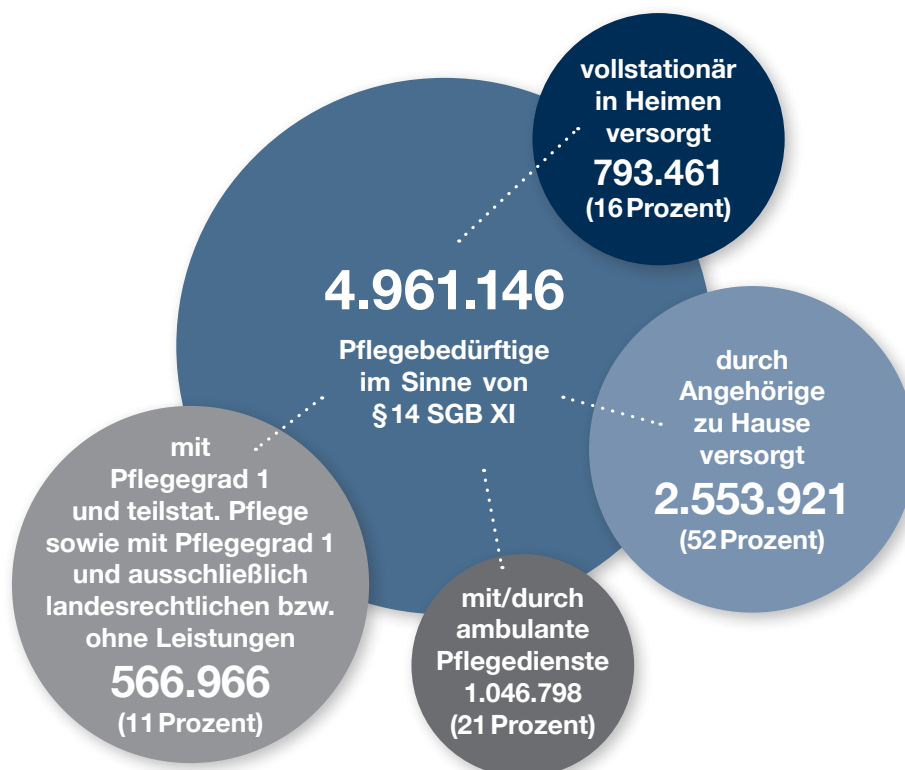 vollstationär
in Heimen
versorgt
793.461
(16 Prozent)
4.961.146
Pflegebedürftige
im Sinne von
§ 14 SGB XI
durch
Angehörige
zu Hause
versorgt
2.553.921
(52 Prozent)
mit
Pflegegrad 1
und teilstat. Pflege
sowie mit Pflegegrad 1
und ausschließlich
landesrechtlichen bzw.
ohne Leistungen
566.966
(11 Prozent)
mit/durch
ambulante
Pflegedienste
1.046.798
(21 Prozent)